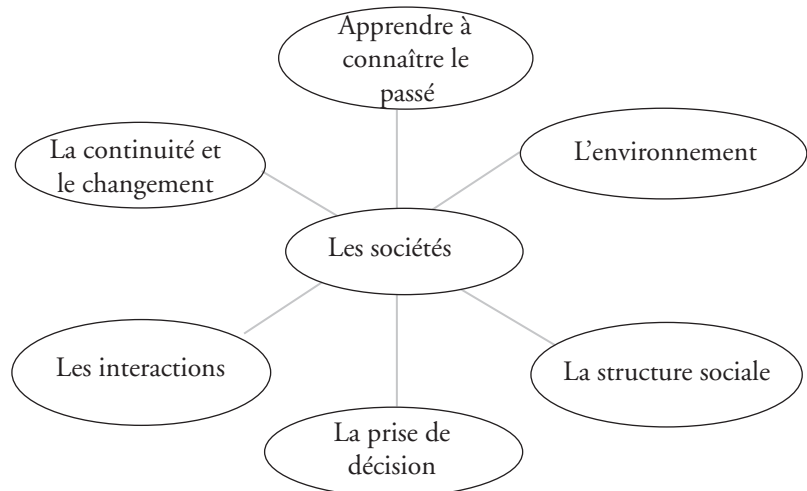 Apprendre à
connaître le
passé
La continuité et
le changement
L'environnement
Les sociétés
Les interactions
La structure sociale
La prise de
décision